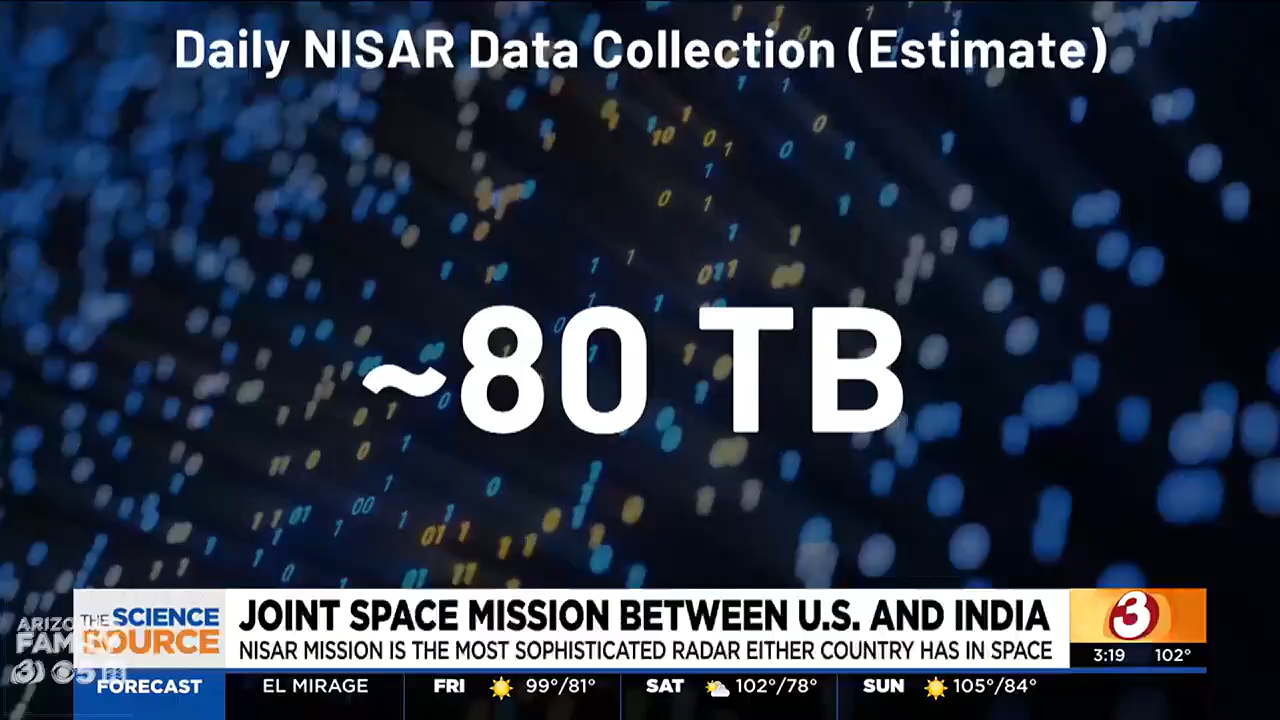 Daily NISAR Data Collection (Estimate)
~80 TB
THE SCIENCE SOURCE
JOINT SPACE MISSION BETWEEN U.S. AND INDIA
NISAR MISSION IS THE MOST SOPHISTICATED RADAR EITHER COUNTRY HAS IN SPACE
3
3:19 102°
FORECAST EL MIRAGE FRI 99°/81° SAT 102°/78° SUN 105°/84°